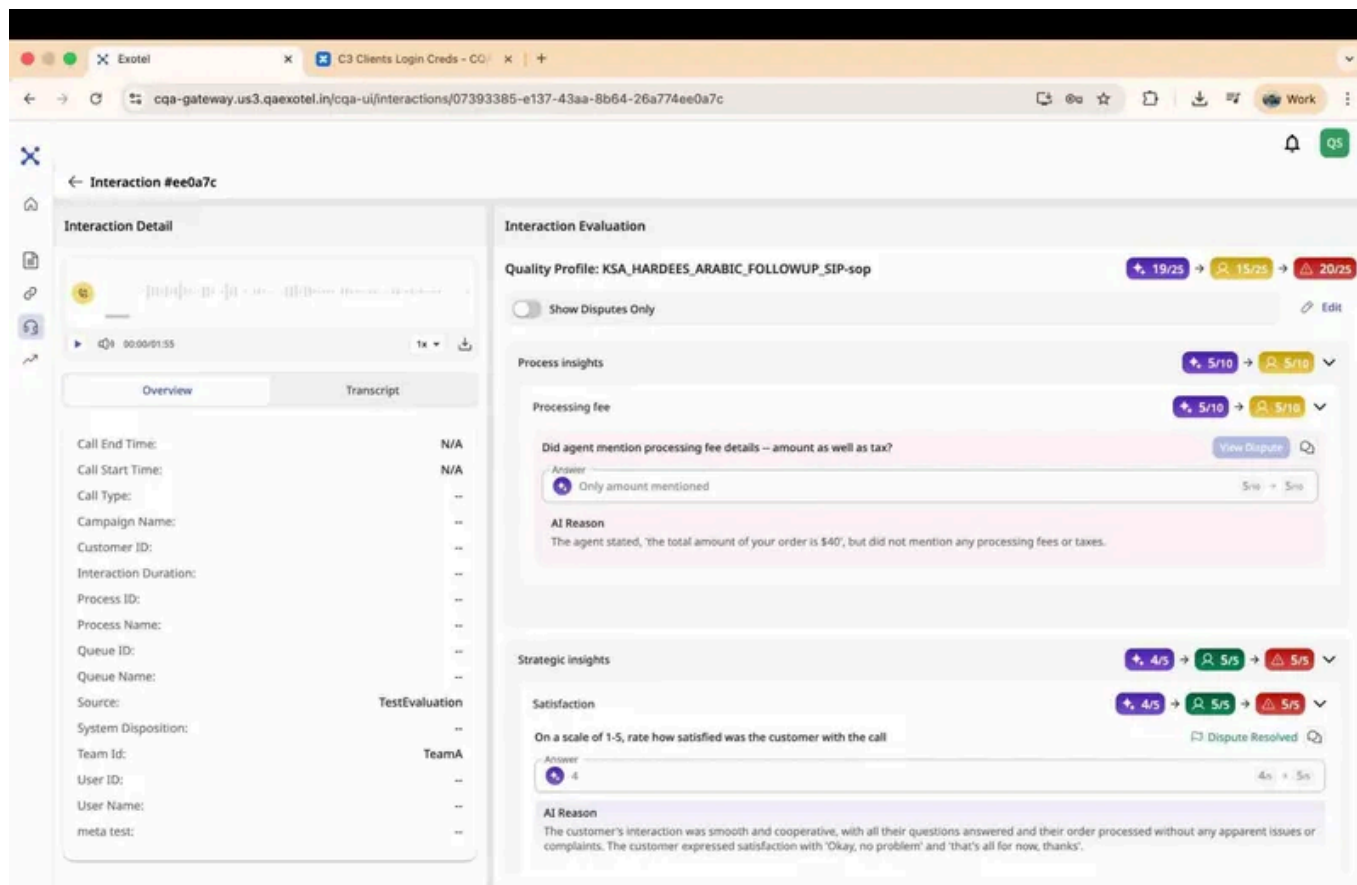 Exotel
C3 Clients Login Creds - CQA
cqa-gateway.us3.qaexotel.in/cqa-ui/interactions/07393385-e137-43aa-8b64-26a774ee0a7c
Work
QS
← Interaction #ee0a7c
Interaction Detail
00:00/01:55
1x
Overview
Transcript
Call End Time: N/A
Call Start Time: N/A
Call Type: --
Campaign Name: --
Customer ID: --
Interaction Duration: --
Process ID: --
Process Name: --
Queue ID: --
Queue Name: --
Source: TestEvaluation
System Disposition: --
Team Id: TeamA
User ID: --
User Name: --
meta test: --
Interaction Evaluation
Quality Profile: KSA_HARDEES_ARABIC_FOLLOWUP_SIP-sop 19/25 → 15/25 → 20/25
Show Disputes Only
Edit
Process insights 5/10 → 5/10
Processing fee 5/10 → 5/10
Did agent mention processing fee details -- amount as well as tax? View Dispute
Answer
Only amount mentioned 5/10 → 5/10
AI Reason
The agent stated, 'the total amount of your order is $40', but did not mention any processing fees or taxes.
Strategic insights 4/5 → 5/5 → 5/5
Satisfaction 4/5 → 5/5 → 5/5
On a scale of 1-5, rate how satisfied was the customer with the call Dispute Resolved
Answer
4 4/5 5/5
AI Reason
The customer's interaction was smooth and cooperative, with all their questions answered and their order processed without any apparent issues or
complaints. The customer expressed satisfaction with 'Okay, no problem' and 'that's all for now, thanks'.